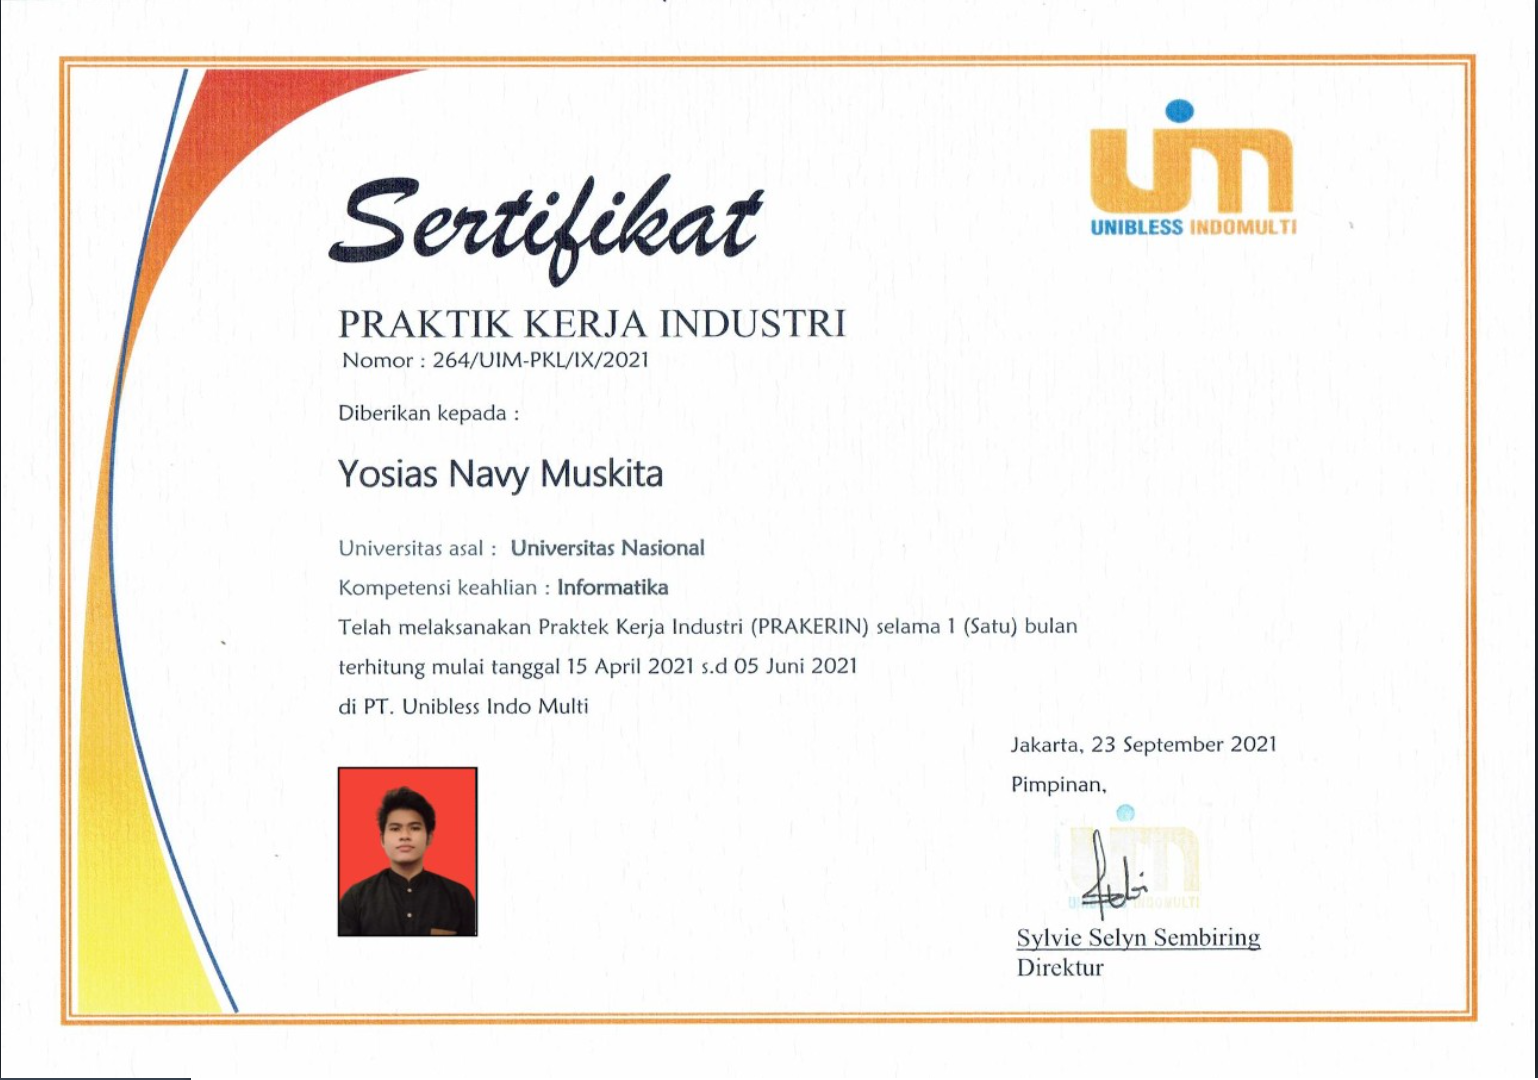 UNIBLESS INDOMULTI
Sertifikat
PRAKTIK KERJA INDUSTRI
Nomor : 264/UIM-PKL/IX/2021
Diberikan kepada :
Yosias Navy Muskita
Universitas asal : Universitas Nasional
Kompetensi keahlian : Informatika
Telah melaksanakan Praktek Kerja Industri (PRAKERIN) selama 1 (Satu) bulan
terhitung mulai tanggal 15 April 2021 s.d 05 Juni 2021
di PT. Unibless Indo Multi
Jakarta, 23 September 2021
Pimpinan,
UNIBLESS INDOMULTI
Sylvie Selyn Sembiring
Direktur